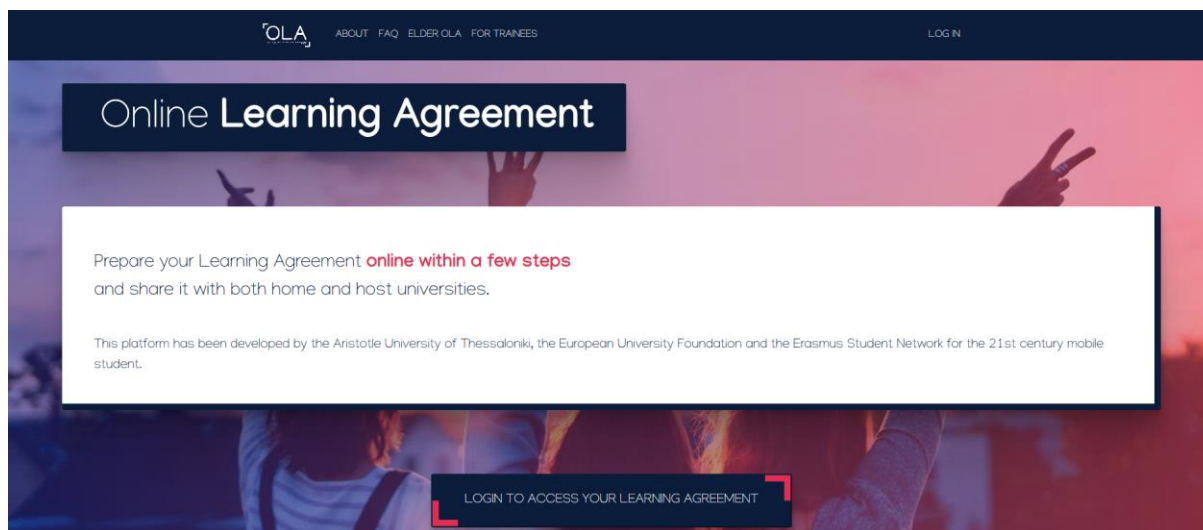 OLA
ABOUT FAQ ELDER OLA FOR TRAINEES
LOG IN
Online Learning Agreement
Prepare your Learning Agreement online within a few steps
and share it with both home and host universities.
This platform has been developed by the Aristotle University of Thessaloniki, the European University Foundation and the Erasmus Student Network for the 21st century mobile
student.
LOGIN TO ACCESS YOUR LEARNING AGREEMENT